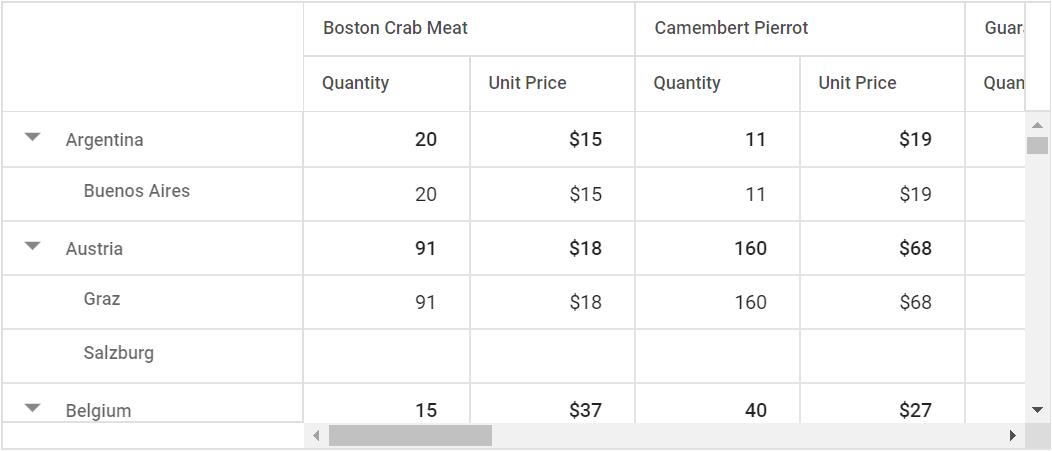 Boston Crab Meat Camembert Pierrot
Quantity Unit Price Quantity Unit Price
Argentina 20 $15 11 $19
Buenos Aires 20 $15 11 $19
Austria 91 $18 160 $68
Graz 91 $18 160 $68
Salzburg
Belgium 15 $37 40 $27